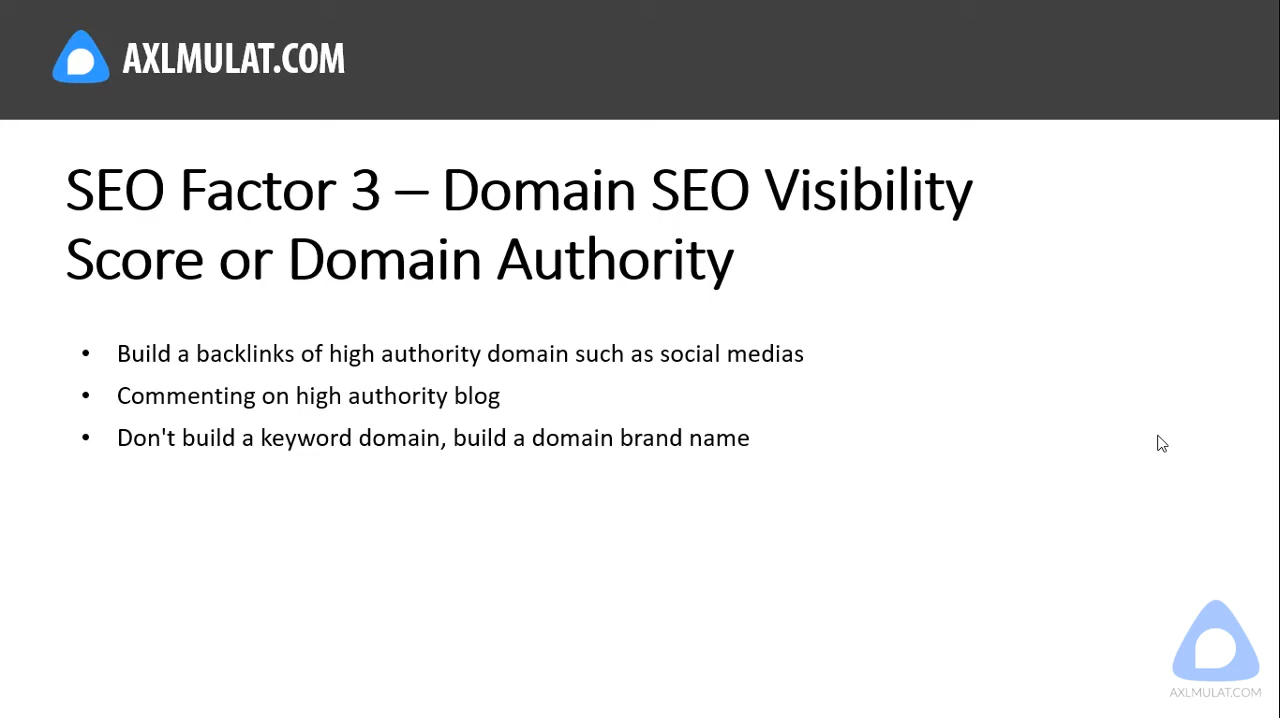 AXLMULAT.COM
SEO Factor 3 – Domain SEO Visibility
Score or Domain Authority
• Build a backlinks of high authority domain such as social medias
• Commenting on high authority blog
• Don't build a keyword domain, build a domain brand name
AXLMULAT.COM